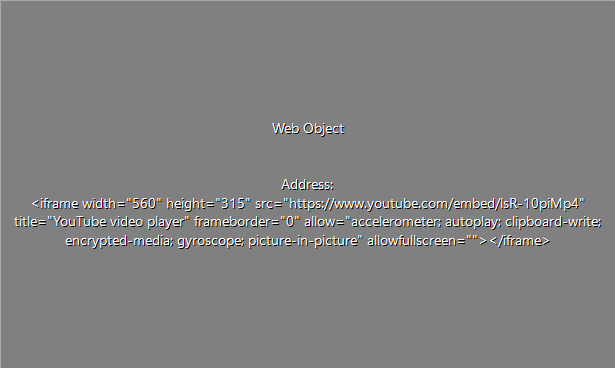 Web Object
Address:
<iframe width="560" height="315" src="https://www.youtube.com/embed/lsR-10piMp4"
title="YouTube video player" frameborder="0" allow="accelerometer; autoplay; clipboard-write;
encrypted-media; gyroscope; picture-in-picture" allowfullscreen=""></iframe>